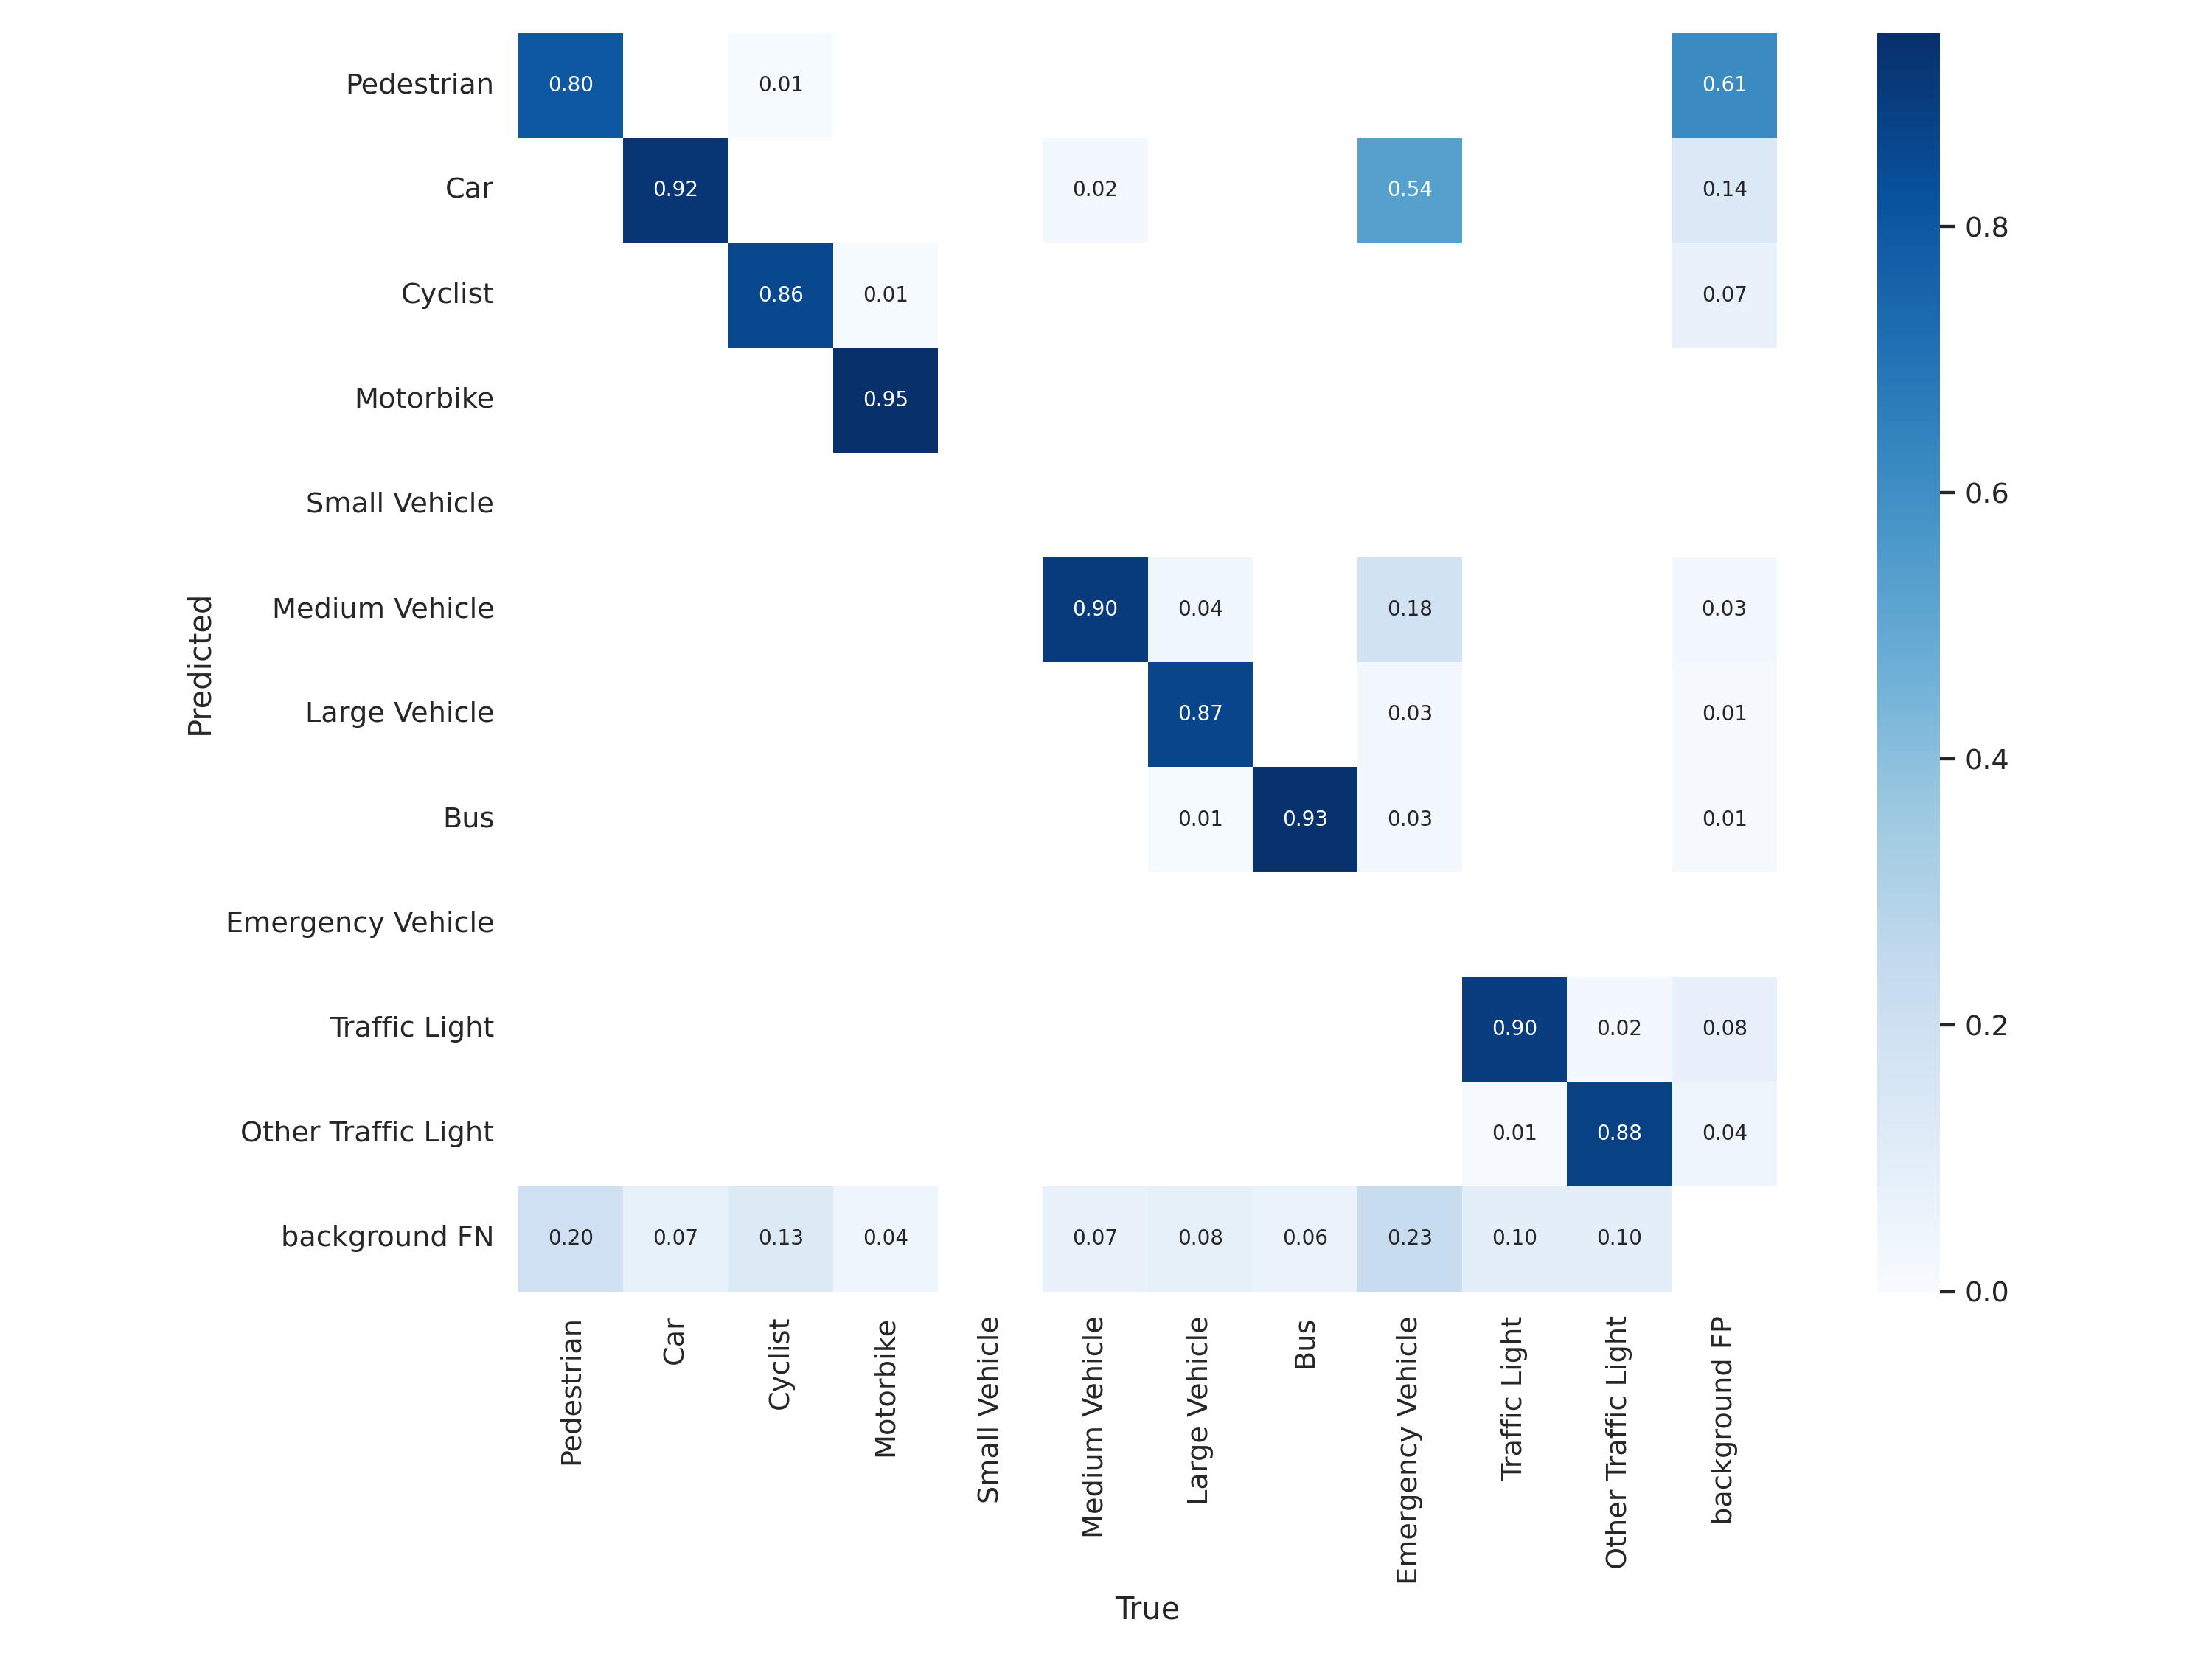 Pedestrian 0.80 0.01 0.61
Car 0.92 0.02 0.54 0.14
0.8
Cyclist 0.86 0.01 0.07
Motorbike 0.95
Small Vehicle
0.6
Medium Vehicle 0.90 0.04 0.18 0.03
Predicted
Large Vehicle 0.87 0.03 0.01
0.4
Bus 0.01 0.93 0.03 0.01
Emergency Vehicle
Traffic Light 0.90 0.02 0.08
0.2
Other Traffic Light 0.01 0.88 0.04
background FN 0.20 0.07 0.13 0.04 0.07 0.08 0.06 0.23 0.10 0.10
0.0
Pedestrian
Car
Cyclist
Motorbike
Small Vehicle
Medium Vehicle
Large Vehicle
Bus
Emergency Vehicle
Traffic Light
Other Traffic Light
background FP
True